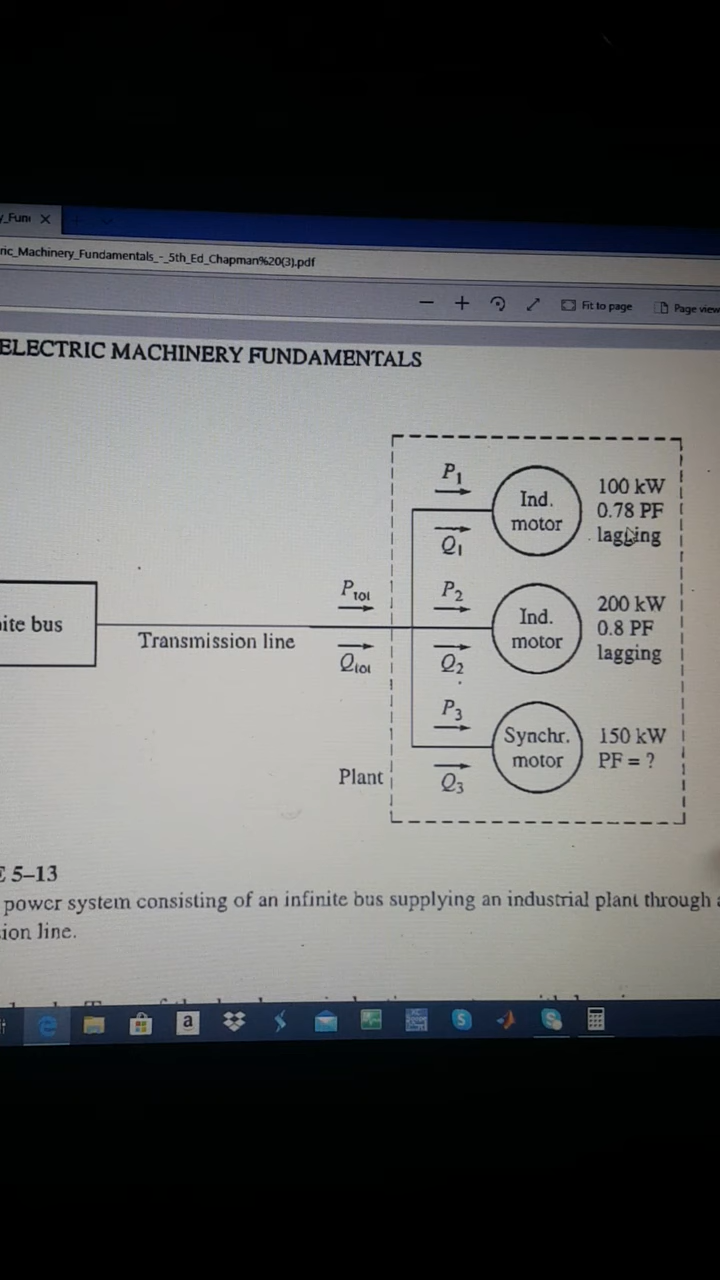 y_Fun
ric_Machinery_Fundamentals_-_5th_Ed_Chapman%20(3).pdf
Fit to page
Page view
ELECTRIC MACHINERY FUNDAMENTALS
P1
Ind.
motor
100 kW
0.78 PF
lagging
Q1
Ptot
P2
Ind.
motor
200 kW
0.8 PF
lagging
nite bus
Transmission line
Qtot
Q2
P3
Synchr.
motor
150 kW
PF = ?
Plant
Q3
E 5–13
power system consisting of an infinite bus supplying an industrial plant through a
sion line.
a